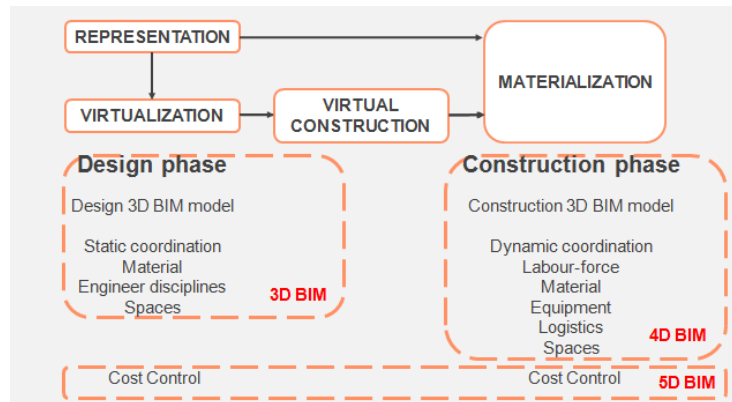 REPRESENTATION
MATERIALIZATION
VIRTUALIZATION
VIRTUAL
CONSTRUCTION
Design phase
Design 3D BIM model
Static coordination
Material
Engineer disciplines
Spaces
3D BIM
Construction phase
Construction 3D BIM model
Dynamic coordination
Labour-force
Material
Equipment
Logistics
Spaces
4D BIM
Cost Control
Cost Control
5D BIM